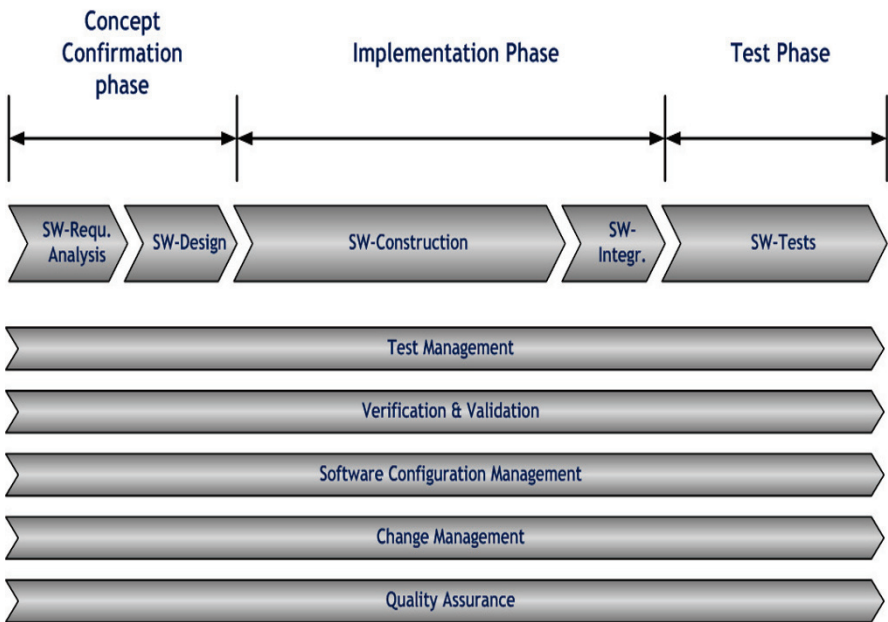 Concept
Confirmation
phase
Implementation Phase
Test Phase
SW-Requ.
Analysis
SW-Design
SW-Construction
SW-
Integr.
SW-Tests
Test Management
Verification & Validation
Software Configuration Management
Change Management
Quality Assurance